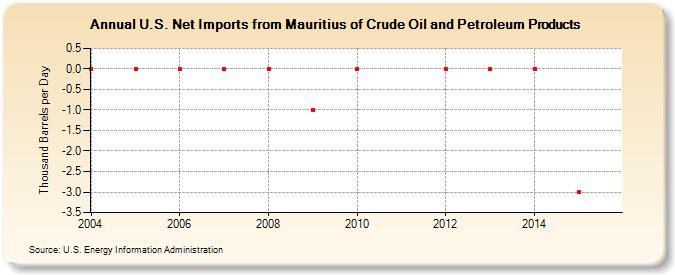 Annual U.S. Net Imports from Mauritius of Crude Oil and Petroleum Products
Thousand Barrels per Day
0.5
0.0
-0.5
-1.0
-1.5
-2.0
-2.5
-3.0
-3.5
2004 2006 2008 2010 2012 2014
Source: U.S. Energy Information Administration